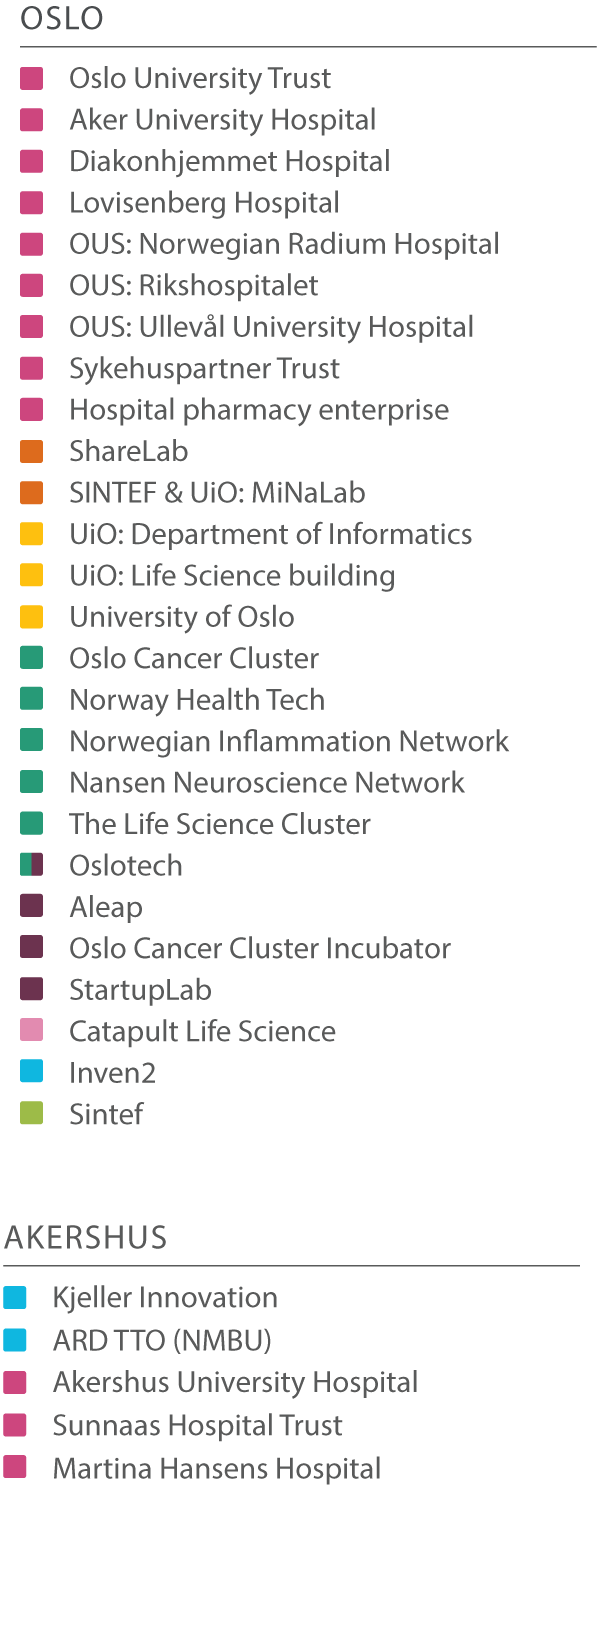 OSLO
Oslo University Trust
Aker University Hospital
Diakonhjemmet Hospital
Lovisenberg Hospital
OUS: Norwegian Radium Hospital
OUS: Rikshospitalet
OUS: Ullevål University Hospital
Sykehuspartner Trust
Hospital pharmacy enterprise
ShareLab
SINTEF & UiO: MiNaLab
UiO: Department of Informatics
UiO: Life Science building
University of Oslo
Oslo Cancer Cluster
Norway Health Tech
Norwegian Inflammation Network
Nansen Neuroscience Network
The Life Science Cluster
Oslotech
Aleap
Oslo Cancer Cluster Incubator
StartupLab
Catapult Life Science
Inven2
Sintef
AKERSHUS
Kjeller Innovation
ARD TTO (NMBU)
Akershus University Hospital
Sunnaas Hospital Trust
Martina Hansens Hospital